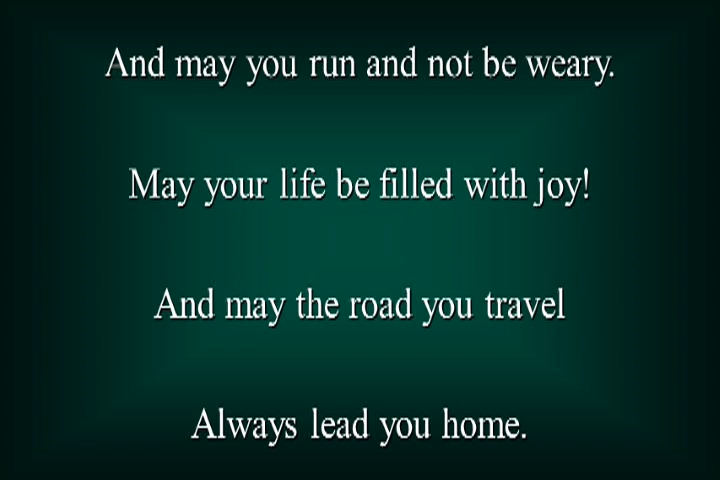 And may you run and not be weary.
May your life be filled with joy!
And may the road you travel
Always lead you home.